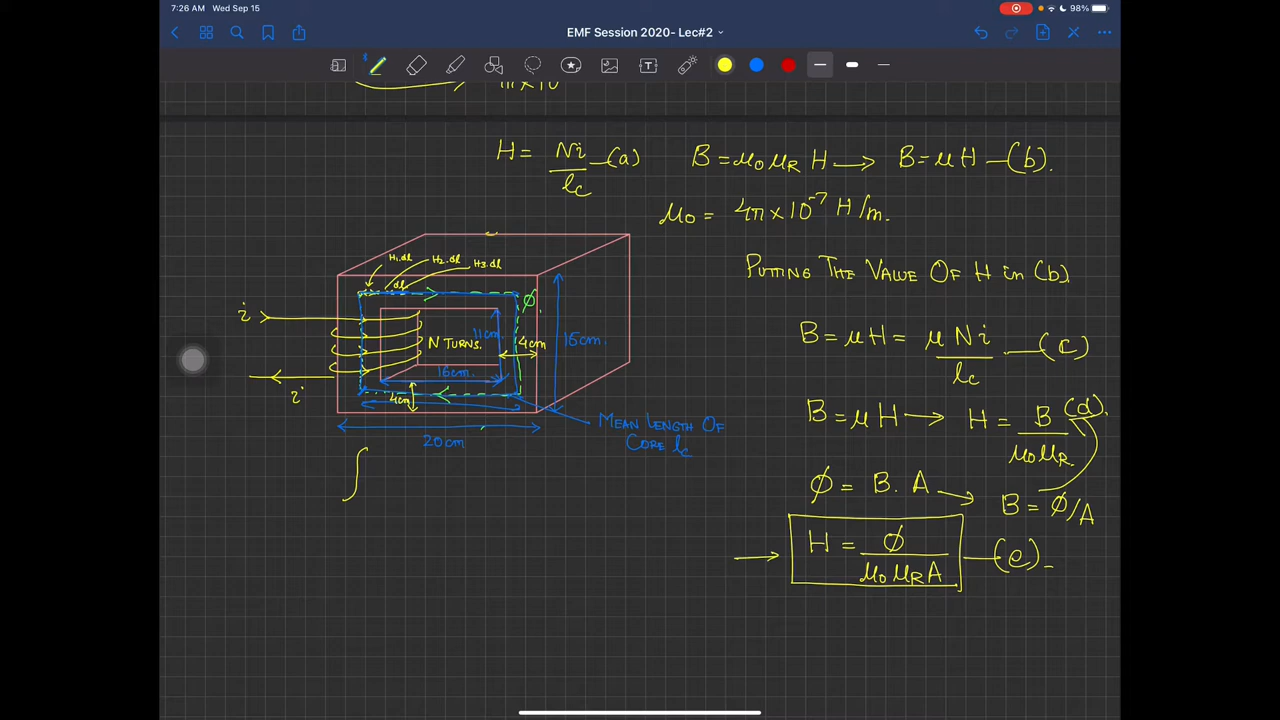 7:26 AM Wed Sep 15
98%
EMF Session 2020- Lec#2
H = Ni/lc —(a)
B = μ0 μR H → B = μH —(b).
μ0 = 4π × 10^-7 H/m.
PUTTING THE VALUE OF H in (b)
H1.dl H2.dl H3.dl
dl
Ø
i
N TURNS.
11cm
4cm
16cm.
16cm
4cm
i
20cm
MEAN LENGTH OF
CORE lc
∫
B = μH = μNi/lc —(c)
B = μH → H = B/μ0μR. (d).
Ø = B. A → B = Ø/A
→ H = Ø/μ0μRA —(e)